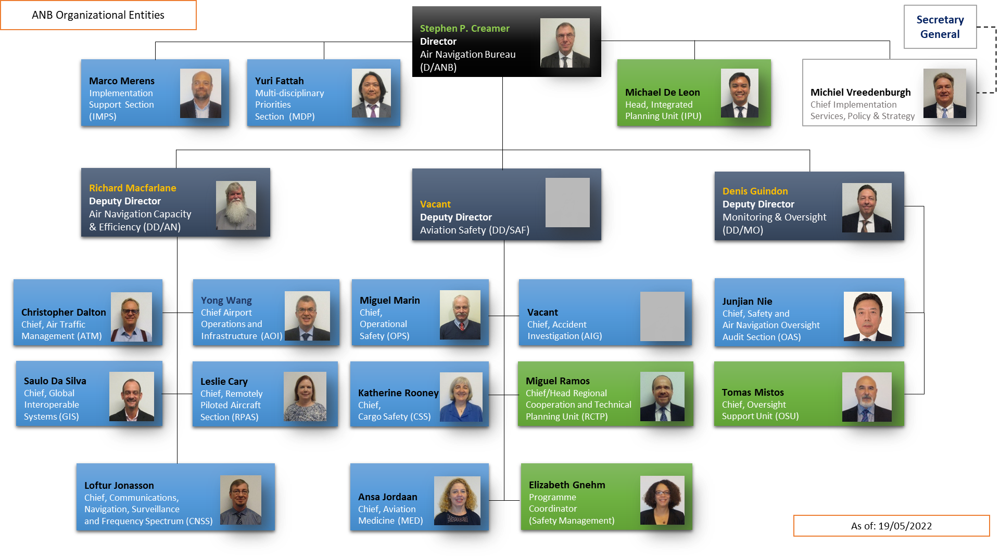 ANB Organizational Entities
Stephen P. Creamer
Director
Air Navigation Bureau
(D/ANB)
Secretary
General
Marco Merens
Implementation
Support Section
(IMPS)
Yuri Fattah
Multi-disciplinary
Priorities
Section (MDP)
Michael De Leon
Head, Integrated
Planning Unit (IPU)
Michiel Vreedenburgh
Chief Implementation
Services, Policy & Strategy
Richard Macfarlane
Deputy Director
Air Navigation Capacity
& Efficiency (DD/AN)
Vacant
Deputy Director
Aviation Safety (DD/SAF)
Denis Guindon
Deputy Director
Monitoring & Oversight
(DD/MO)
Christopher Dalton
Chief, Air Traffic
Management (ATM)
Yong Wang
Chief Airport
Operations and
Infrastructure (AOI)
Miguel Marin
Chief,
Operational
Safety (OPS)
Vacant
Chief, Accident
Investigation (AIG)
Junjian Nie
Chief, Safety and
Air Navigation Oversight
Audit Section (OAS)
Saulo Da Silva
Chief, Global
Interoperable
Systems (GIS)
Leslie Cary
Chief, Remotely
Piloted Aircraft
Section (RPAS)
Katherine Rooney
Chief,
Cargo Safety (CSS)
Miguel Ramos
Chief/Head Regional
Cooperation and Technical
Planning Unit (RCTP)
Tomas Mistos
Chief, Oversight
Support Unit (OSU)
Loftur Jonasson
Chief, Communications,
Navigation, Surveillance
and Frequency Spectrum (CNSS)
Ansa Jordaan
Chief, Aviation
Medicine (MED)
Elizabeth Gnehm
Programme
Coordinator
(Safety Management)
As of: 19/05/2022